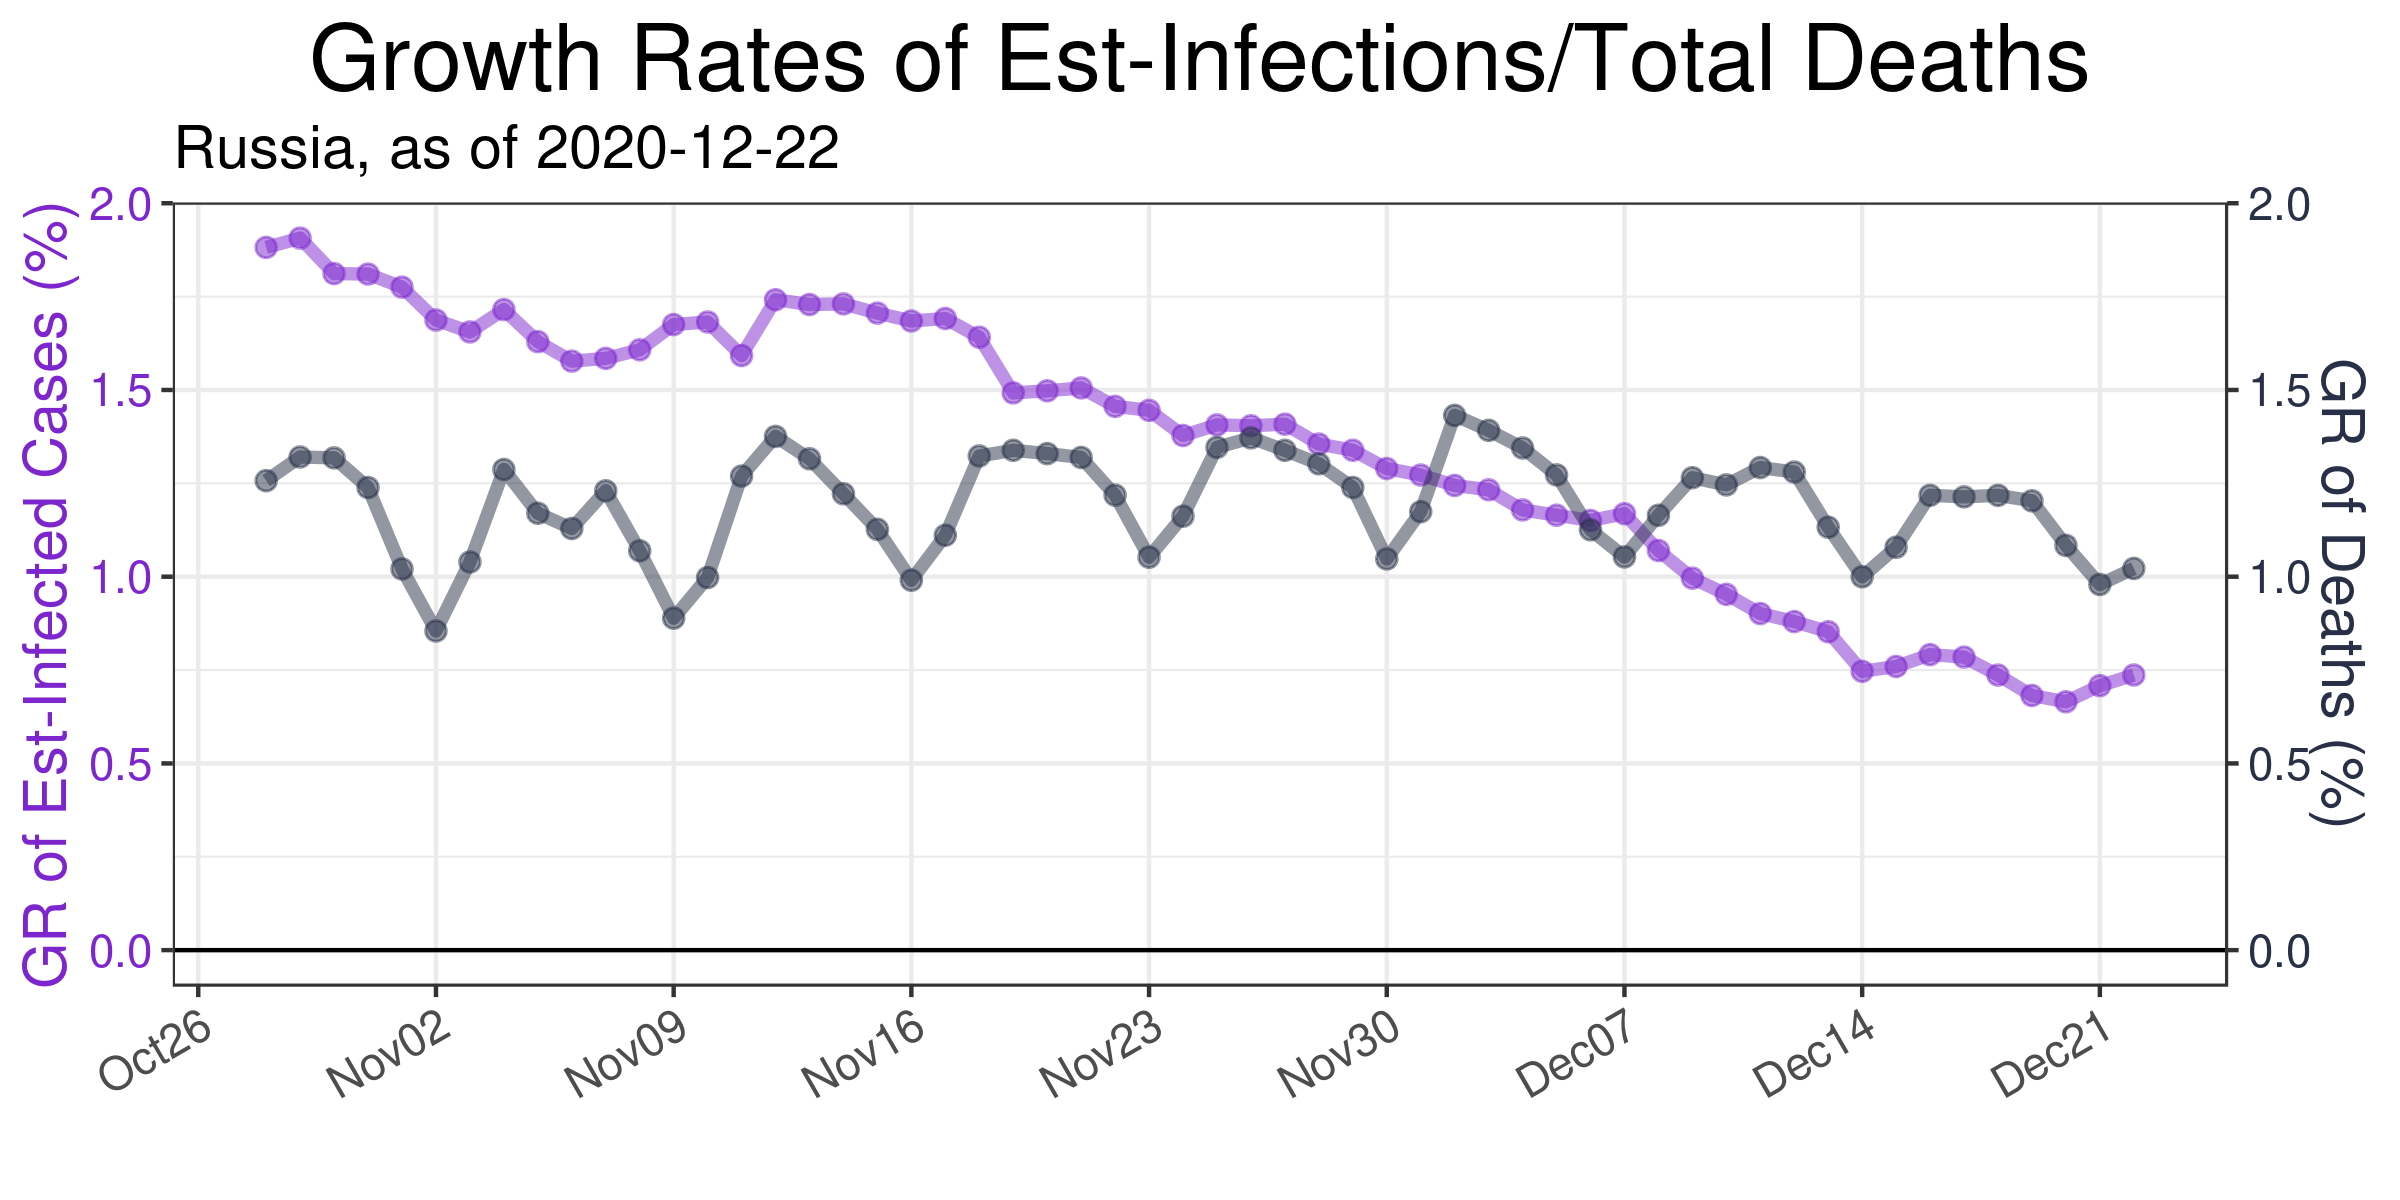 Growth Rates of Est-Infections/Total Deaths
Russia, as of 2020-12-22
GR of Est-Infected Cases (%)
2.0
1.5
1.0
0.5
0.0
2.0
1.5
1.0
0.5
0.0
GR of Deaths (%)
Oct26 Nov02 Nov09 Nov16 Nov23 Nov30 Dec07 Dec14 Dec21